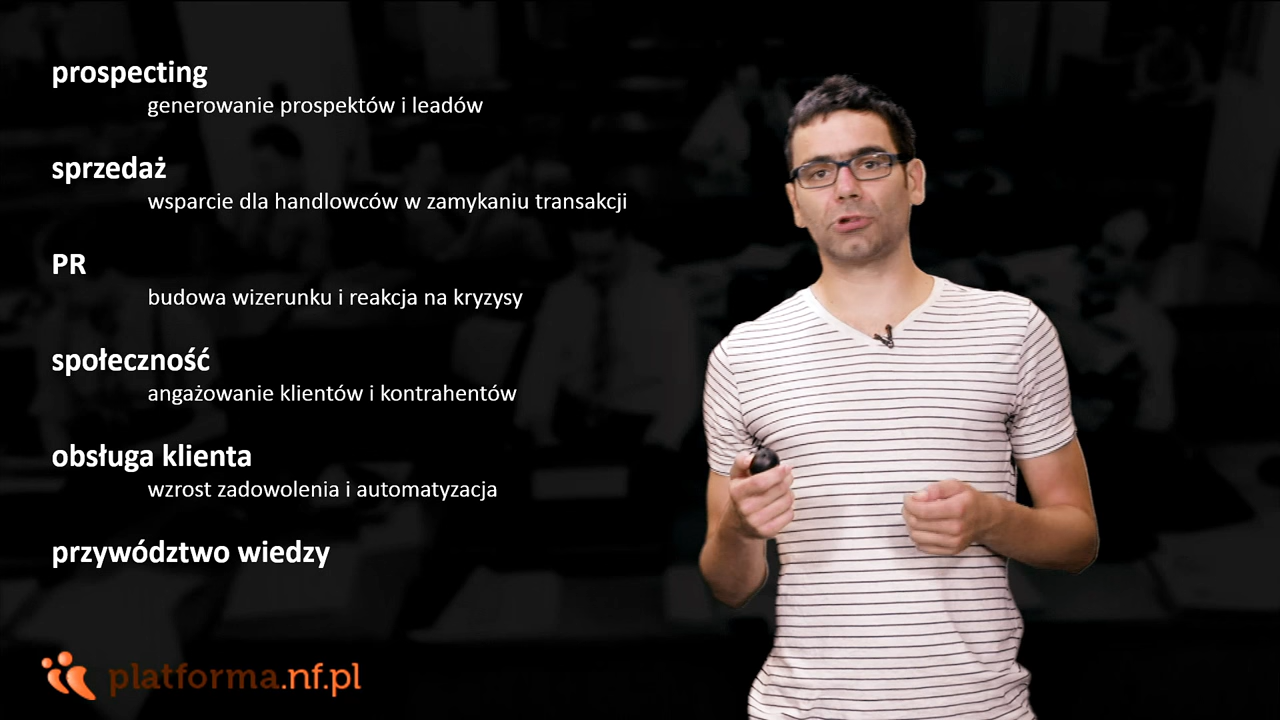 prospecting
generowanie prospektów i leadów
sprzedaż
wsparcie dla handlowców w zamykaniu transakcji
PR
budowa wizerunku i reakcja na kryzysy
społeczność
angażowanie klientów i kontrahentów
obsługa klienta
wzrost zadowolenia i automatyzacja
przywództwo wiedzy
platforma.nf.pl